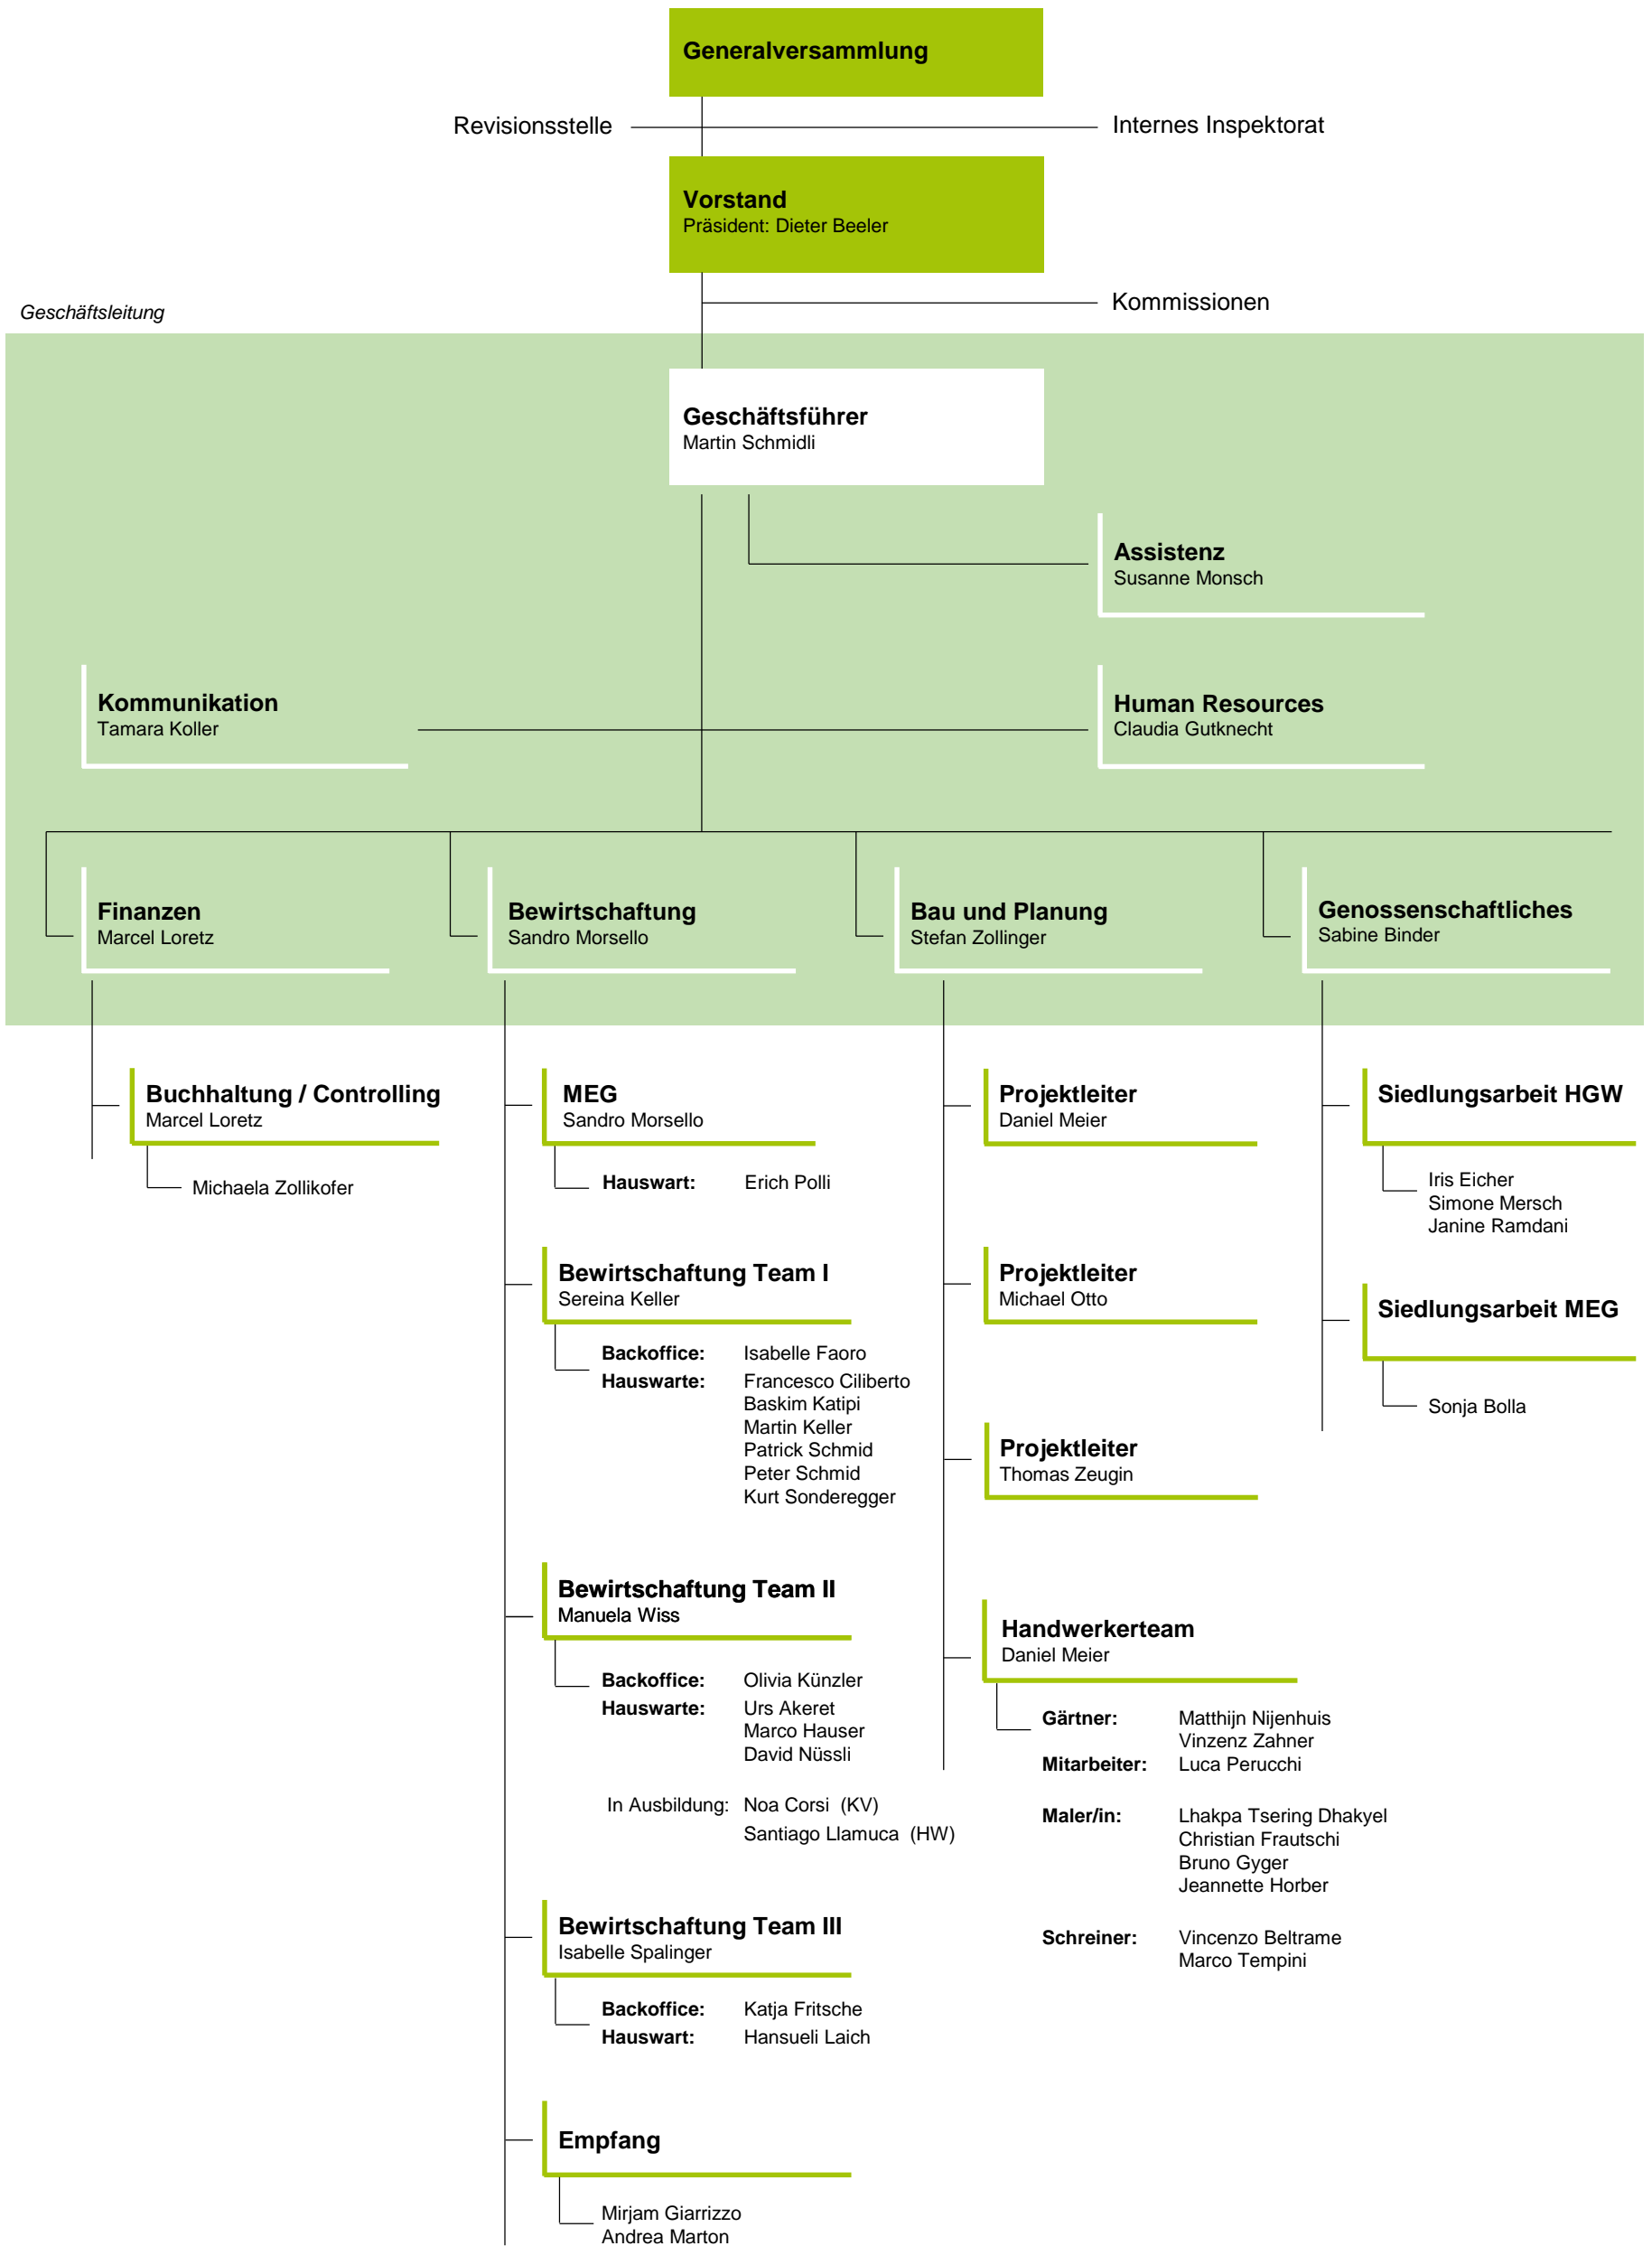 Generalversammlung
Revisionsstelle
Internes Inspektorat
Vorstand
Präsident: Dieter Beeler
Kommissionen
Geschäftsleitung
Geschäftsführer
Martin Schmidli
Assistenz
Susanne Monsch
Kommunikation
Tamara Koller
Human Resources
Claudia Gutknecht
Finanzen
Marcel Loretz
Bewirtschaftung
Sandro Morsello
Bau und Planung
Stefan Zollinger
Genossenschaftliches
Sabine Binder
Buchhaltung / Controlling
Marcel Loretz
Michaela Zollikofer
MEG
Sandro Morsello
Hauswart: Erich Polli
Bewirtschaftung Team I
Sereina Keller
Backoffice: Isabelle Faoro
Hauswarte: Francesco Ciliberto
Baskim Katipi
Martin Keller
Patrick Schmid
Peter Schmid
Kurt Sonderegger
Bewirtschaftung Team II
Manuela Wiss
Backoffice: Olivia Künzler
Hauswarte: Urs Akeret
Marco Hauser
David Nüssli
In Ausbildung: Noa Corsi (KV)
Santiago Llamuca (HW)
Bewirtschaftung Team III
Isabelle Spalinger
Backoffice: Katja Fritsche
Hauswart: Hansueli Laich
Empfang
Mirjam Giarrizzo
Andrea Marton
Projektleiter
Daniel Meier
Projektleiter
Michael Otto
Projektleiter
Thomas Zeugin
Handwerkerteam
Daniel Meier
Gärtner: Matthijn Nijenhuis
Vinzenz Zahner
Mitarbeiter: Luca Perucchi
Maler/in: Lhakpa Tsering Dhakyel
Christian Frautschi
Bruno Gyger
Jeannette Horber
Schreiner: Vincenzo Beltrame
Marco Tempini
Siedlungsarbeit HGW
Iris Eicher
Simone Mersch
Janine Ramdani
Siedlungsarbeit MEG
Sonja Bolla